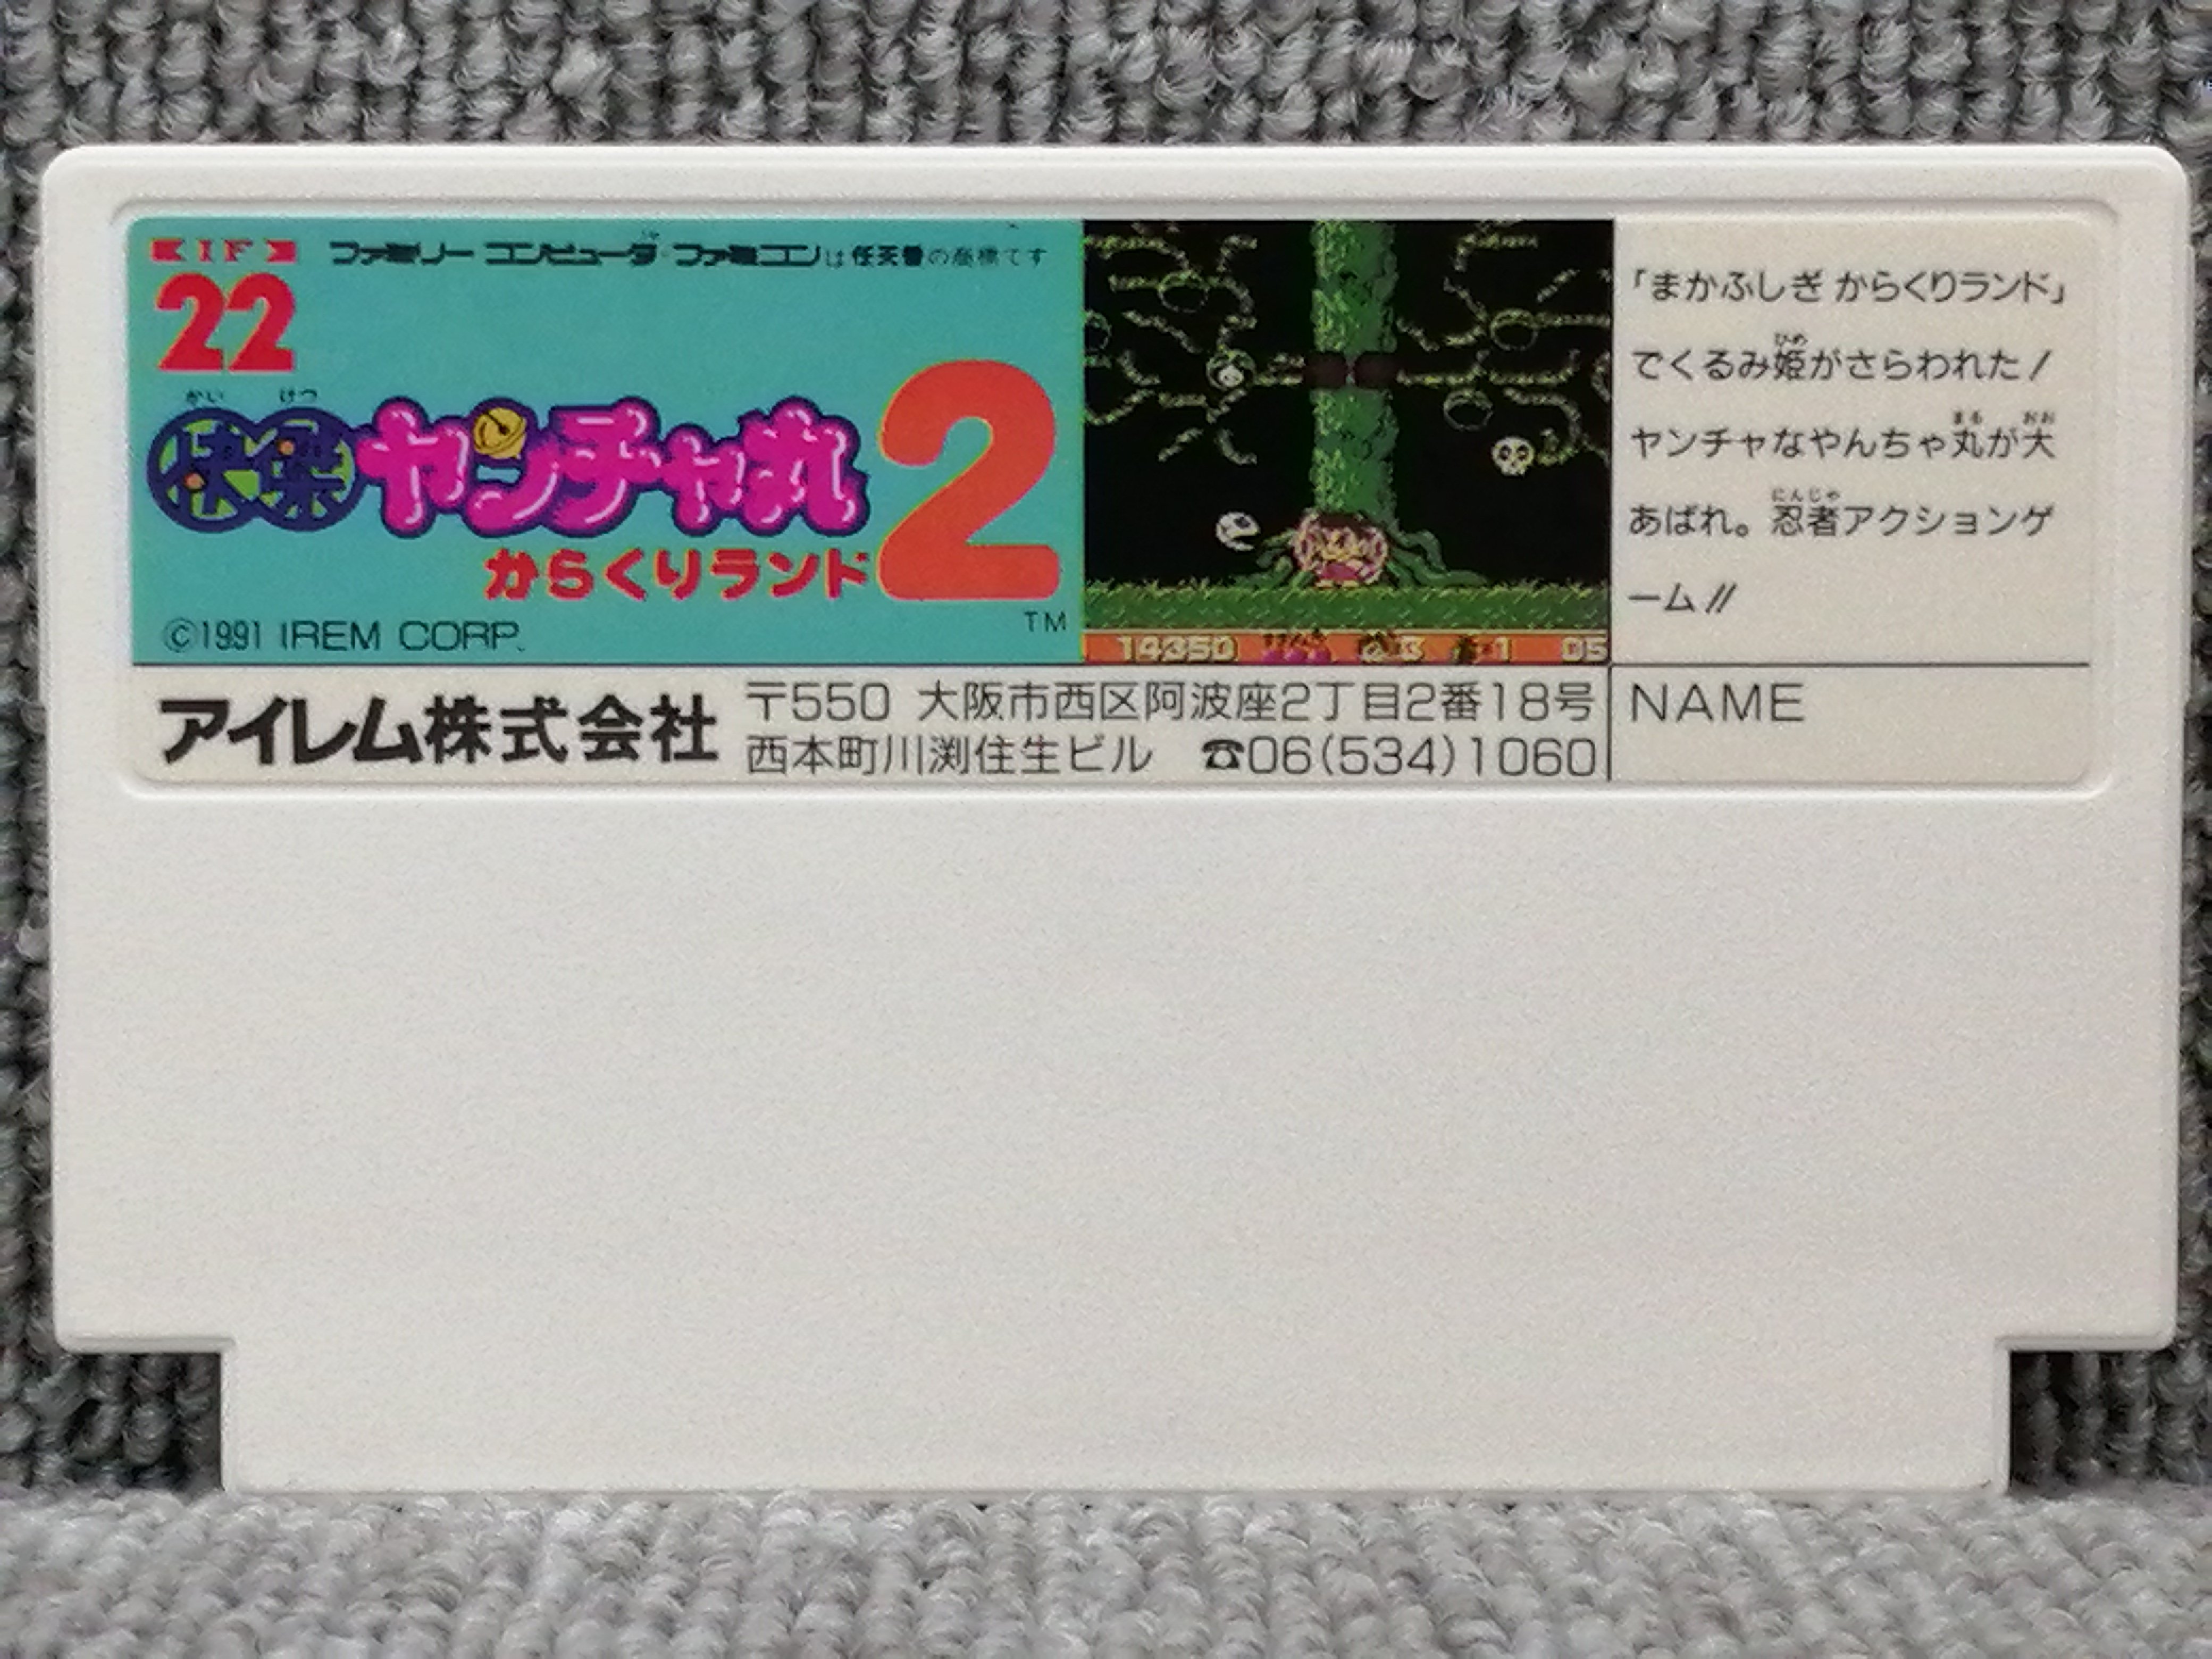 IF
22
ファミリーコンピュータ・ファミコンは任天堂の商標です
かい けつ
快傑ヤンチャ丸2
からくりランド
TM
©1991 IREM CORP.
14350 3 1 05
「まかふしぎ からくりランド」
ひめ
でくるみ姫がさらわれた!
まる おお
ヤンチャなやんちゃ丸が大
にんじゃ
あばれ。忍者アクションゲ
ーム!!
アイレム株式会社
〒550 大阪市西区阿波座2丁目2番18号
西本町川渕住生ビル ☎06(534)1060
NAME